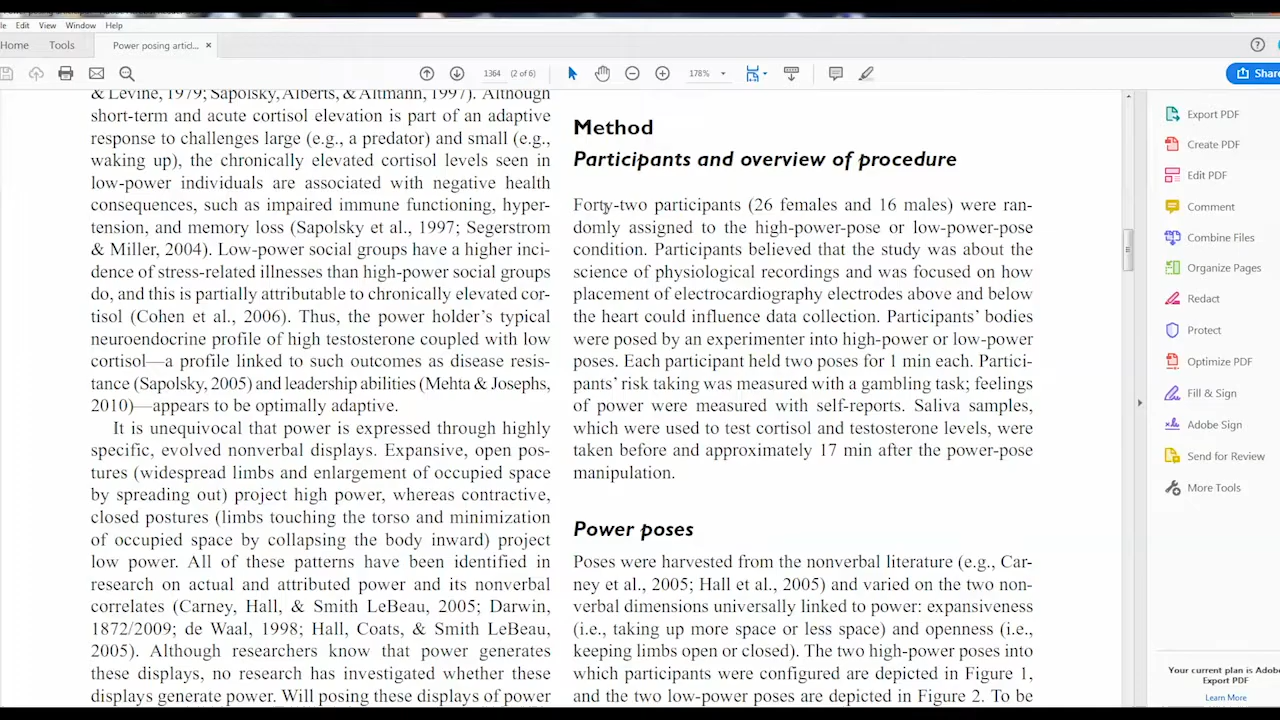 Edit View Window Help
Home Tools Power posing articl... ×
1364 (2 of 6) 178% Share
& Levine, 1979; Sapolsky, Alberts, & Altmann, 1997). Although
short-term and acute cortisol elevation is part of an adaptive
response to challenges large (e.g., a predator) and small (e.g.,
waking up), the chronically elevated cortisol levels seen in
low-power individuals are associated with negative health
consequences, such as impaired immune functioning, hyper-
tension, and memory loss (Sapolsky et al., 1997; Segerstrom
& Miller, 2004). Low-power social groups have a higher inci-
dence of stress-related illnesses than high-power social groups
do, and this is partially attributable to chronically elevated cor-
tisol (Cohen et al., 2006). Thus, the power holder's typical
neuroendocrine profile of high testosterone coupled with low
cortisol—a profile linked to such outcomes as disease resis-
tance (Sapolsky, 2005) and leadership abilities (Mehta & Josephs,
2010)—appears to be optimally adaptive.
It is unequivocal that power is expressed through highly
specific, evolved nonverbal displays. Expansive, open pos-
tures (widespread limbs and enlargement of occupied space
by spreading out) project high power, whereas contractive,
closed postures (limbs touching the torso and minimization
of occupied space by collapsing the body inward) project
low power. All of these patterns have been identified in
research on actual and attributed power and its nonverbal
correlates (Carney, Hall, & Smith LeBeau, 2005; Darwin,
1872/2009; de Waal, 1998; Hall, Coats, & Smith LeBeau,
2005). Although researchers know that power generates
these displays, no research has investigated whether these
displays generate power. Will posing these displays of power
Method
Participants and overview of procedure
Forty-two participants (26 females and 16 males) were ran-
domly assigned to the high-power-pose or low-power-pose
condition. Participants believed that the study was about the
science of physiological recordings and was focused on how
placement of electrocardiography electrodes above and below
the heart could influence data collection. Participants' bodies
were posed by an experimenter into high-power or low-power
poses. Each participant held two poses for 1 min each. Partici-
pants' risk taking was measured with a gambling task; feelings
of power were measured with self-reports. Saliva samples,
which were used to test cortisol and testosterone levels, were
taken before and approximately 17 min after the power-pose
manipulation.
Power poses
Poses were harvested from the nonverbal literature (e.g., Car-
ney et al., 2005; Hall et al., 2005) and varied on the two non-
verbal dimensions universally linked to power: expansiveness
(i.e., taking up more space or less space) and openness (i.e.,
keeping limbs open or closed). The two high-power poses into
which participants were configured are depicted in Figure 1,
and the two low-power poses are depicted in Figure 2. To be
Export PDF
Create PDF
Edit PDF
Comment
Combine Files
Organize Pages
Redact
Protect
Optimize PDF
Fill & Sign
Adobe Sign
Send for Review
More Tools
Your current plan is Adobe
Export PDF
Learn More